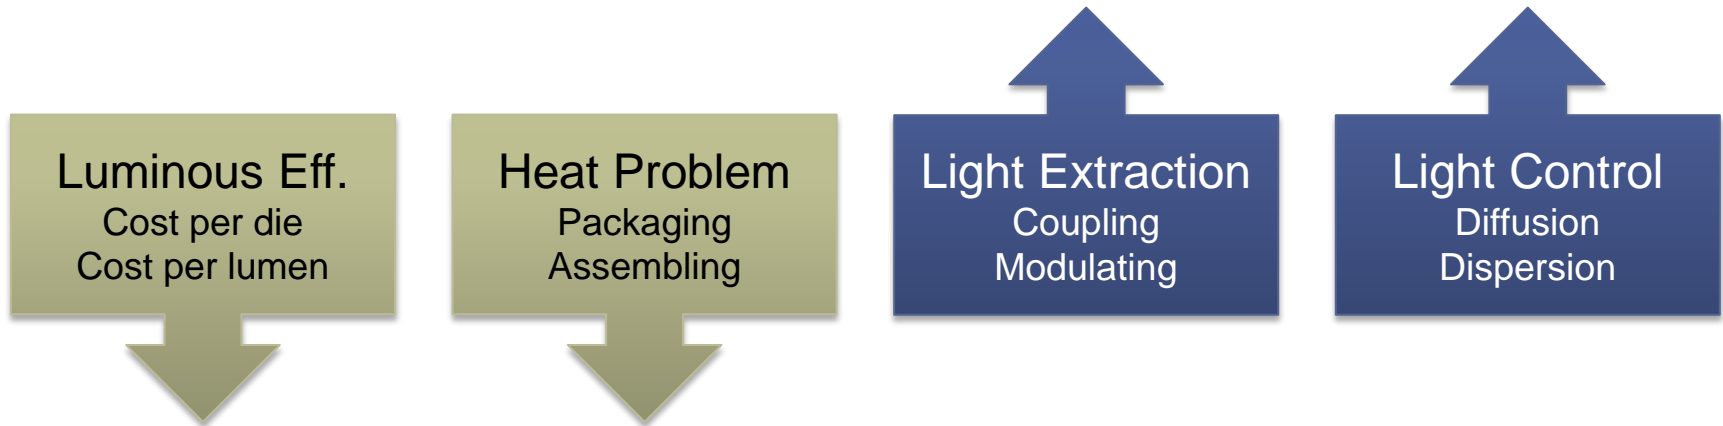 Luminous Eff.
Cost per die
Cost per lumen
Heat Problem
Packaging
Assembling
Light Extraction
Coupling
Modulating
Light Control
Diffusion
Dispersion